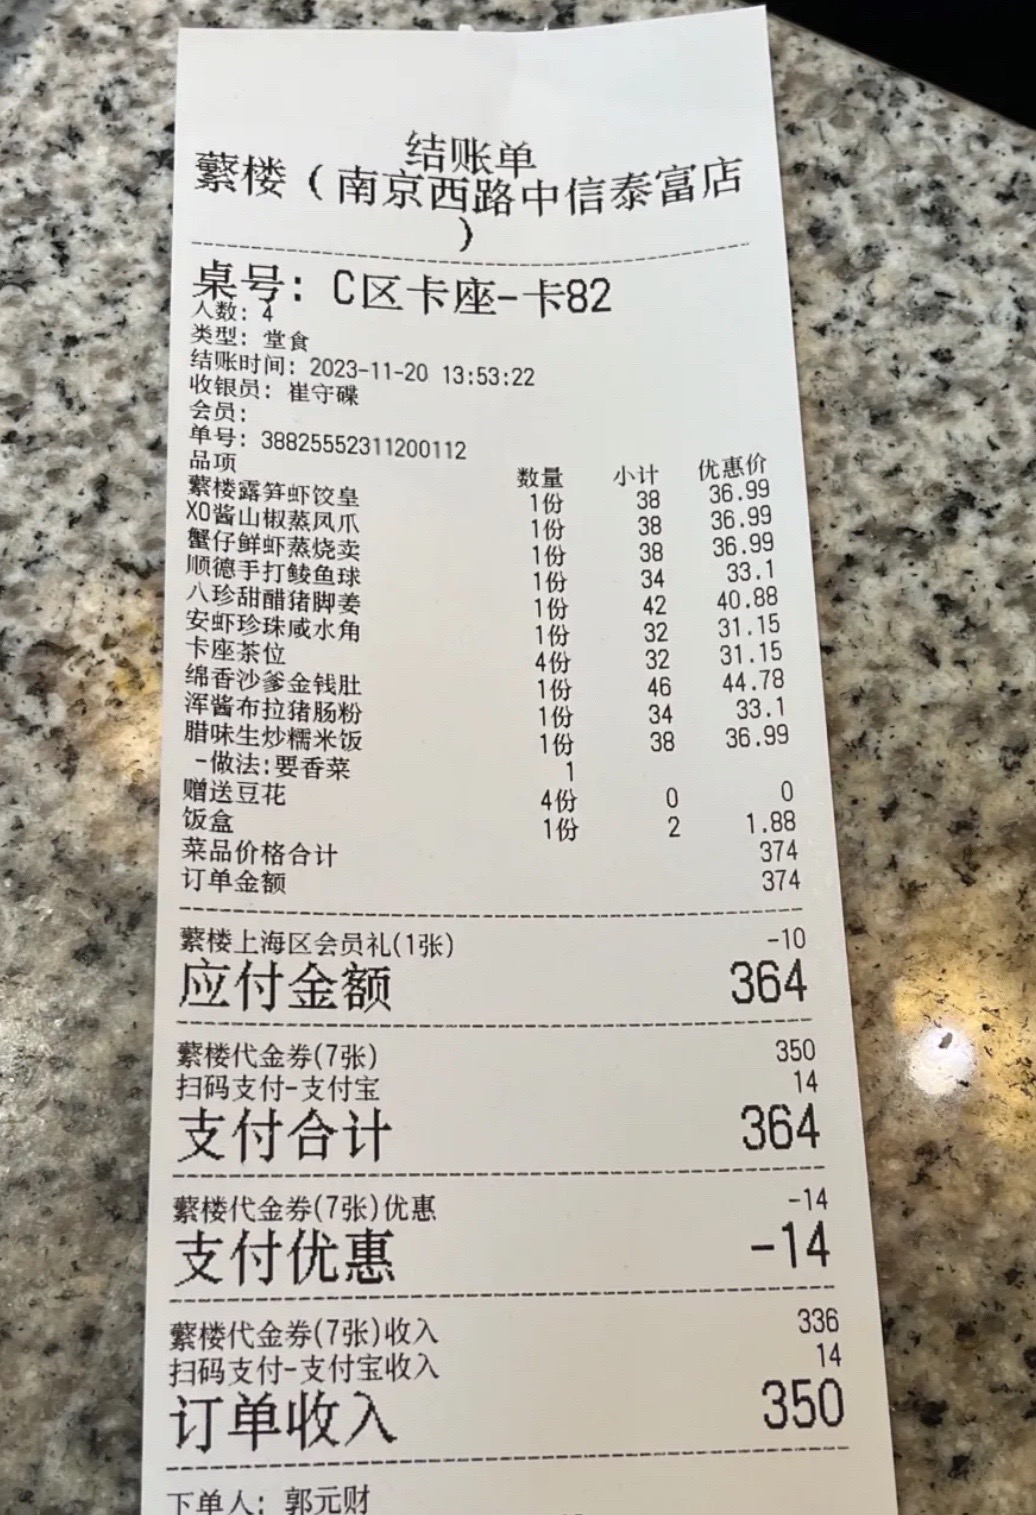 结账单
蘩楼（南京西路中信泰富店
）
桌号: C区卡座-卡82
人数: 4
类型: 堂食
结账时间: 2023-11-20 13:53:22
收银员: 崔守碟
会员:
单号: 38825552311200112
品项 数量 小计 优惠价
蘩楼露笋虾饺皇 1份 38 36.99
XO酱山椒蒸凤爪 1份 38 36.99
蟹仔鲜虾蒸烧卖 1份 38 36.99
顺德手打鲮鱼球 1份 34 33.1
八珍甜醋猪脚姜 1份 42 40.88
安虾珍珠咸水角 1份 32 31.15
卡座茶位 4份 32 31.15
绵香沙爹金钱肚 1份 46 44.78
浑酱布拉猪肠粉 1份 34 33.1
腊味生炒糯米饭 1份 38 36.99
-做法:要香菜 1
赠送豆花 4份 0 0
饭盒 1份 2 1.88
菜品价格合计 374
订单金额 374
蘩楼上海区会员礼(1张) -10
应付金额 364
蘩楼代金券(7张) 350
扫码支付-支付宝 14
支付合计 364
蘩楼代金券(7张)优惠 -14
支付优惠 -14
蘩楼代金券(7张)收入 336
扫码支付-支付宝收入 14
订单收入 350
下单人: 郭元财